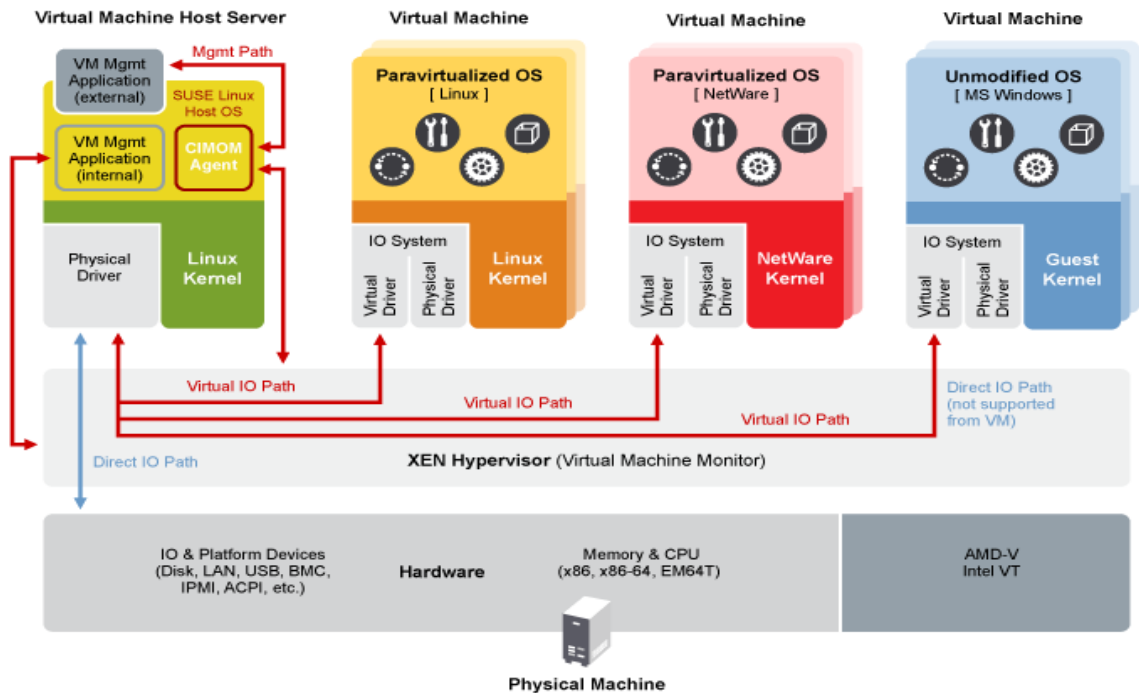 Virtual Machine Host Server
Virtual Machine
Virtual Machine
Virtual Machine
VM Mgmt
Application
(external)
Mgmt Path
SUSE Linux
Host OS
VM Mgmt
Application
(internal)
CIMOM
Agent
Physical
Driver
Linux
Kernel
Paravirtualized OS
[ Linux ]
IO System
Virtual
Driver
Physical
Driver
Linux
Kernel
Paravirtualized OS
[ NetWare ]
IO System
Virtual
Driver
Physical
Driver
NetWare
Kernel
Unmodified OS
[ MS Windows ]
IO System
Virtual
Driver
Physical
Driver
Guest
Kernel
Virtual IO Path
Virtual IO Path
Virtual IO Path
Direct IO Path
(not supported
from VM)
Direct IO Path
XEN Hypervisor (Virtual Machine Monitor)
IO & Platform Devices
(Disk, LAN, USB, BMC,
IPMI, ACPI, etc.)
Hardware
Memory & CPU
(x86, x86-64, EM64T)
AMD-V
Intel VT
Physical Machine